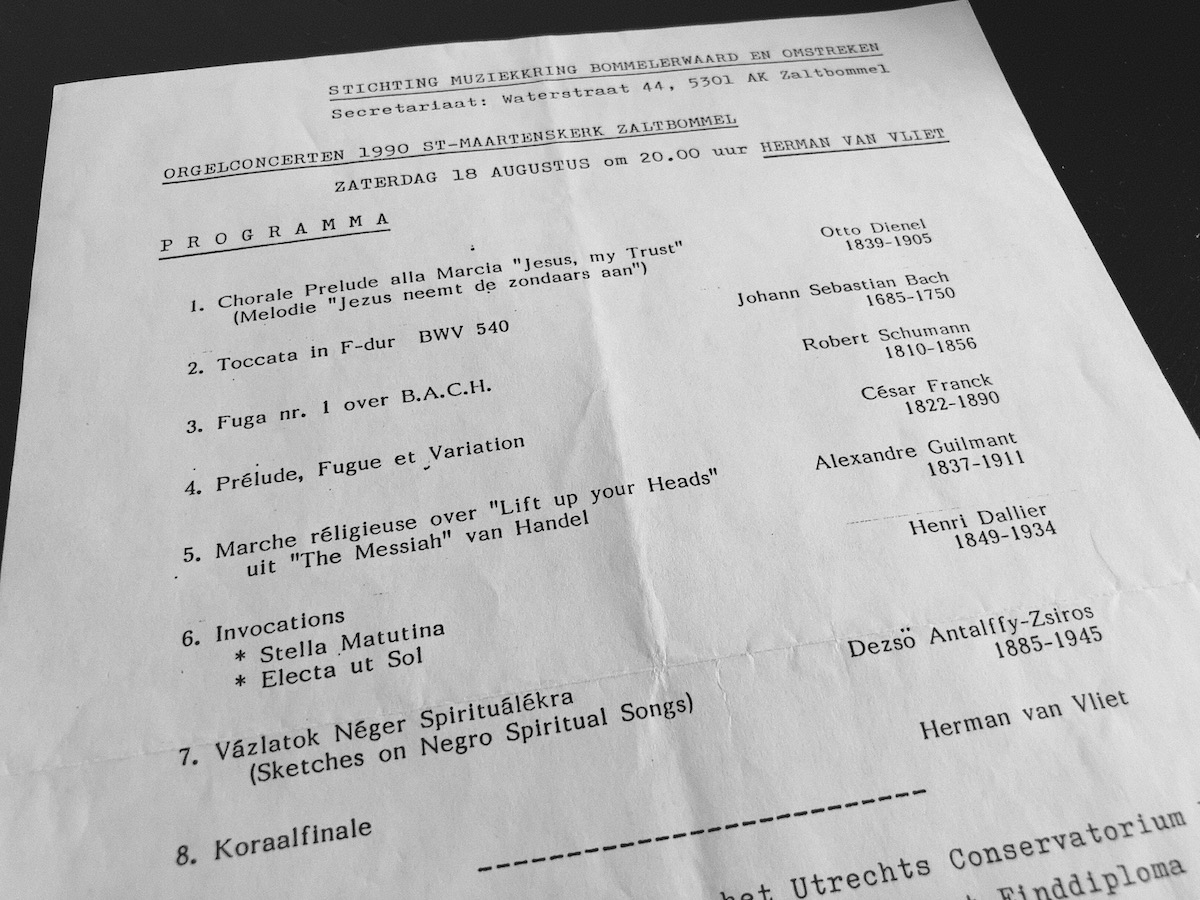 STICHTING MUZIEKKRING BOMMELERWAARD EN OMSTREKEN
Secretariaat: Waterstraat 44, 5301 AK Zaltbommel
ORGELCONCERTEN 1990 ST-MAARTENSKERK ZALTBOMMEL
ZATERDAG 18 AUGUSTUS om 20.00 uur HERMAN VAN VLIET
P R O G R A M M A
1. Chorale Prelude alla Marcia "Jesus, my Trust" Otto Dienel
(Melodie "Jezus neemt de zondaars aan") 1839-1905
2. Toccata in F-dur BWV 540 Johann Sebastian Bach
1685-1750
3. Fuga nr. 1 over B.A.C.H. Robert Schumann
1810-1856
4. Prélude, Fugue et Variation César Franck
1822-1890
5. Marche réligieuse over "Lift up your Heads" Alexandre Guilmant
uit "The Messiah" van Handel 1837-1911
6. Invocations Henri Dallier
* Stella Matutina 1849-1934
* Electa ut Sol
7. Vázlatok Néger Spirituálékra Dezsö Antalffy-Zsiros
(Sketches on Negro Spiritual Songs) 1885-1945
8. Koraalfinale Herman van Vliet
het Utrechts Conservatorium
Einddiploma